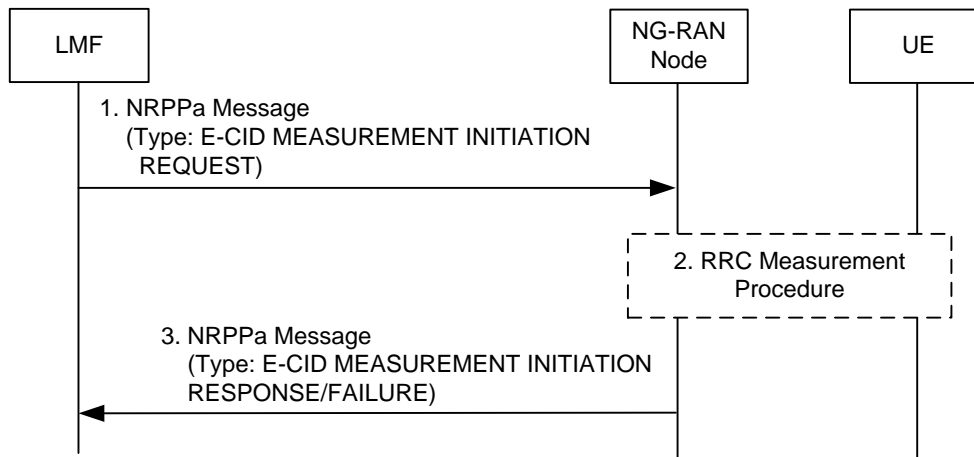 LMF
NG-RAN
Node
UE
1. NRPPa Message
(Type: E-CID MEASUREMENT INITIATION
REQUEST)
2. RRC Measurement
Procedure
3. NRPPa Message
(Type: E-CID MEASUREMENT INITIATION
RESPONSE/FAILURE)